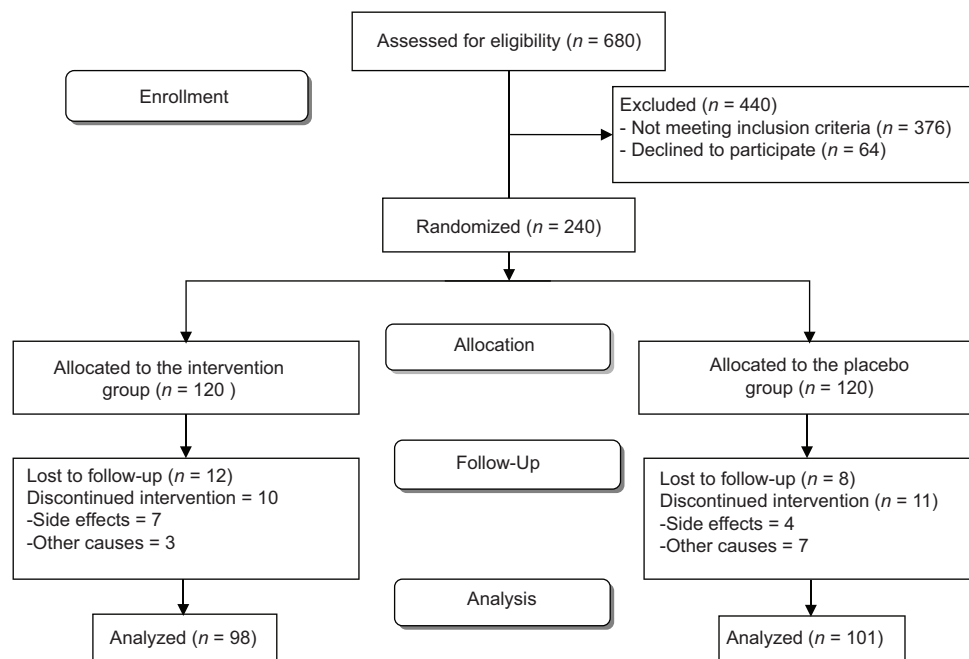 Assessed for eligibility (n = 680)
Enrollment
Excluded (n = 440)
- Not meeting inclusion criteria (n = 376)
- Declined to participate (n = 64)
Randomized (n = 240)
Allocation
Allocated to the intervention
group (n = 120 )
Allocated to the placebo
group (n = 120)
Follow-Up
Lost to follow-up (n = 12)
Discontinued intervention = 10
-Side effects = 7
-Other causes = 3
Lost to follow-up (n = 8)
Discontinued intervention (n = 11)
-Side effects = 4
-Other causes = 7
Analysis
Analyzed (n = 98)
Analyzed (n = 101)